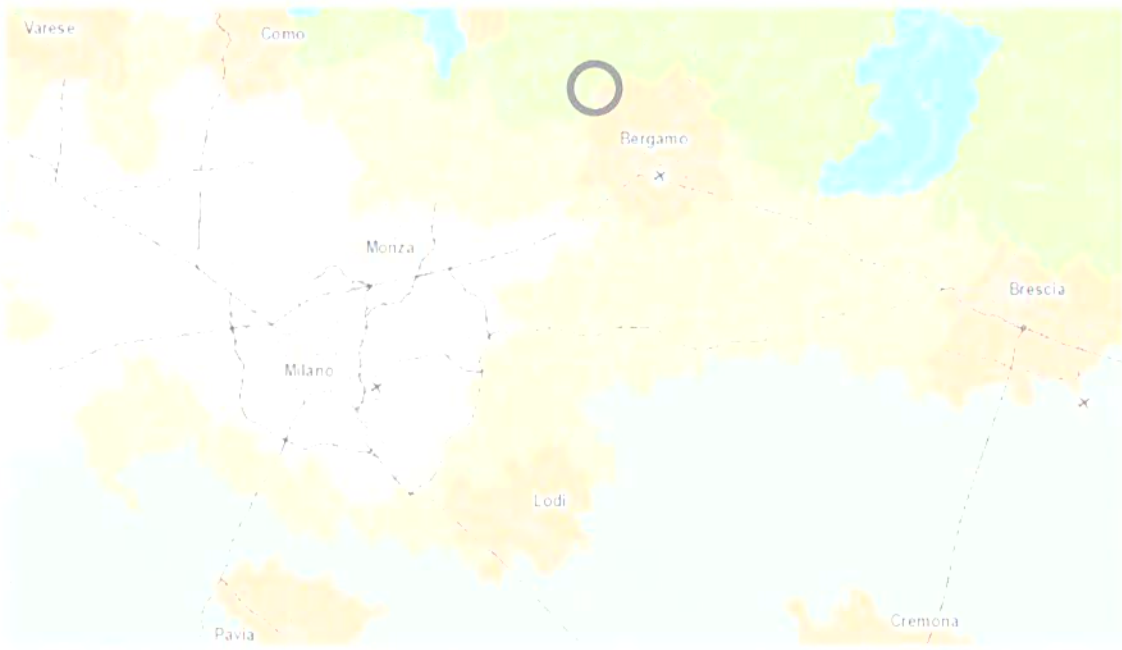 Varese
Como
Bergamo
Monza
Brescia
Milano
Lodi
Cremona
Pavia